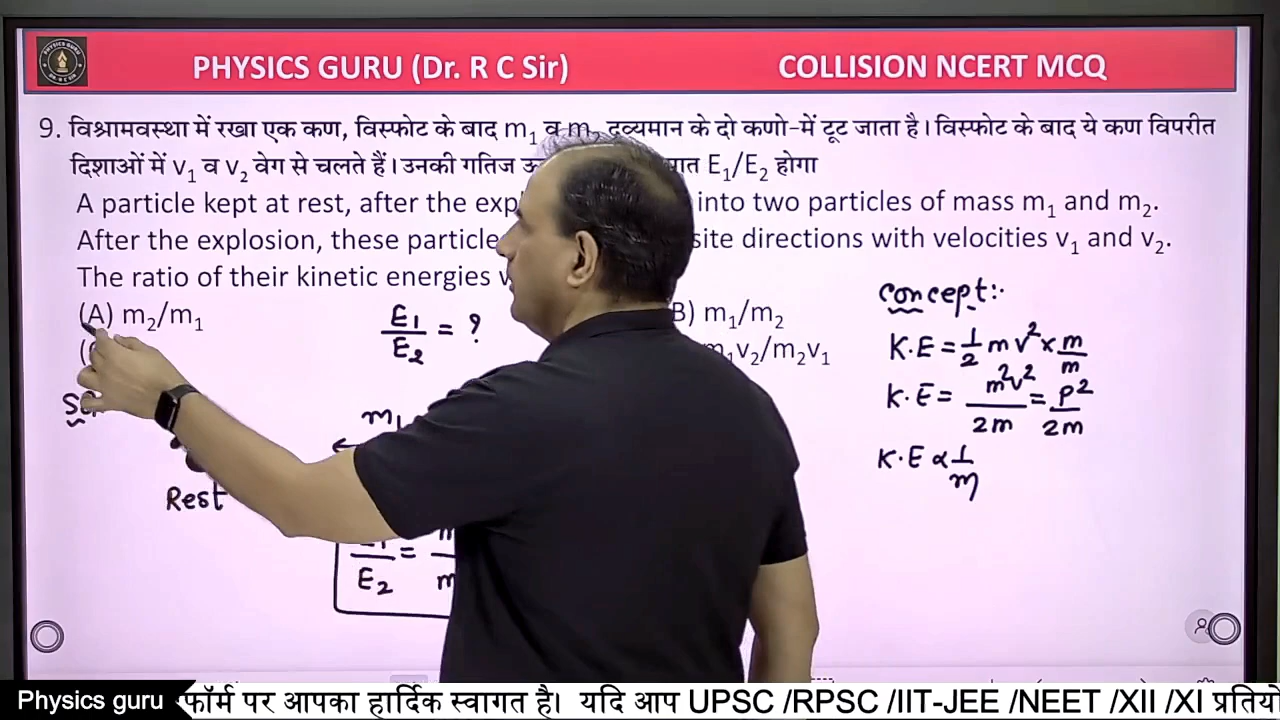 PHYSICS GURU (Dr. R C Sir)
COLLISION NCERT MCQ
9. विश्रामवस्था में रखा एक कण, विस्फोट के बाद m₁ व m₂ द्रव्यमान के दो कणो-में टूट जाता है। विस्फोट के बाद ये कण विपरीत
दिशाओं में v₁ व v₂ वेग से चलते हैं। उनकी गतिज E₁/E₂ होगा
A particle kept at rest, after the into two particles of mass m₁ and m₂.
After the explosion, these directions with velocities v₁ and v₂.
The ratio of their kinetic energies
(A) m₂/m₁
B) m₁/m₂
v₂/m₂v₁
E₁/E₂ = ?
Concept:-
K.E = 1/2 mv² × m/m
K.E = m²v²/2m = P²/2m
K.E ∝ 1/m
m₁
Rest
E₂
Physics guru
फॉर्म पर आपका हार्दिक स्वागत है। यदि आप UPSC /RPSC /IIT-JEE /NEET /XII /XI